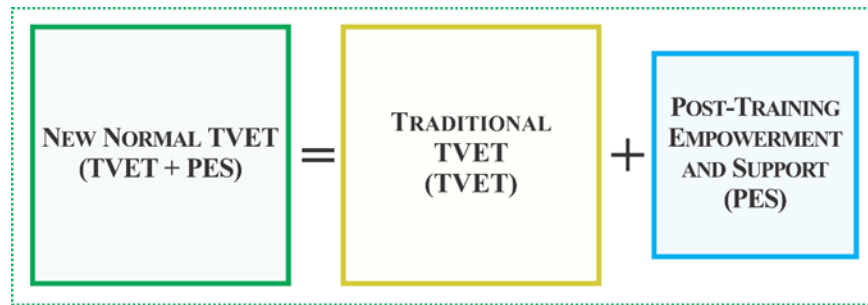 NEW NORMAL TVET
(TVET + PES)
=
TRADITIONAL
TVET
(TVET)
+
POST-TRAINING
EMPOWERMENT
AND SUPPORT
(PES)